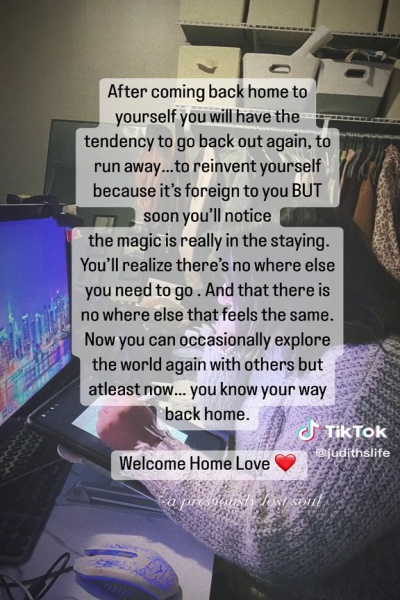 After coming back home to
yourself you will have the
tendency to go back out again, to
run away...to reinvent yourself
because it's foreign to you BUT
soon you'll notice
the magic is really in the staying.
You'll realize there's no where else
you need to go . And that there is
no where else that feels the same.
Now you can occasionally explore
the world again with others but
atleast now... you know your way
back home.
TikTok
@judithslife
Welcome Home Love ❤️
-a previously lost soul